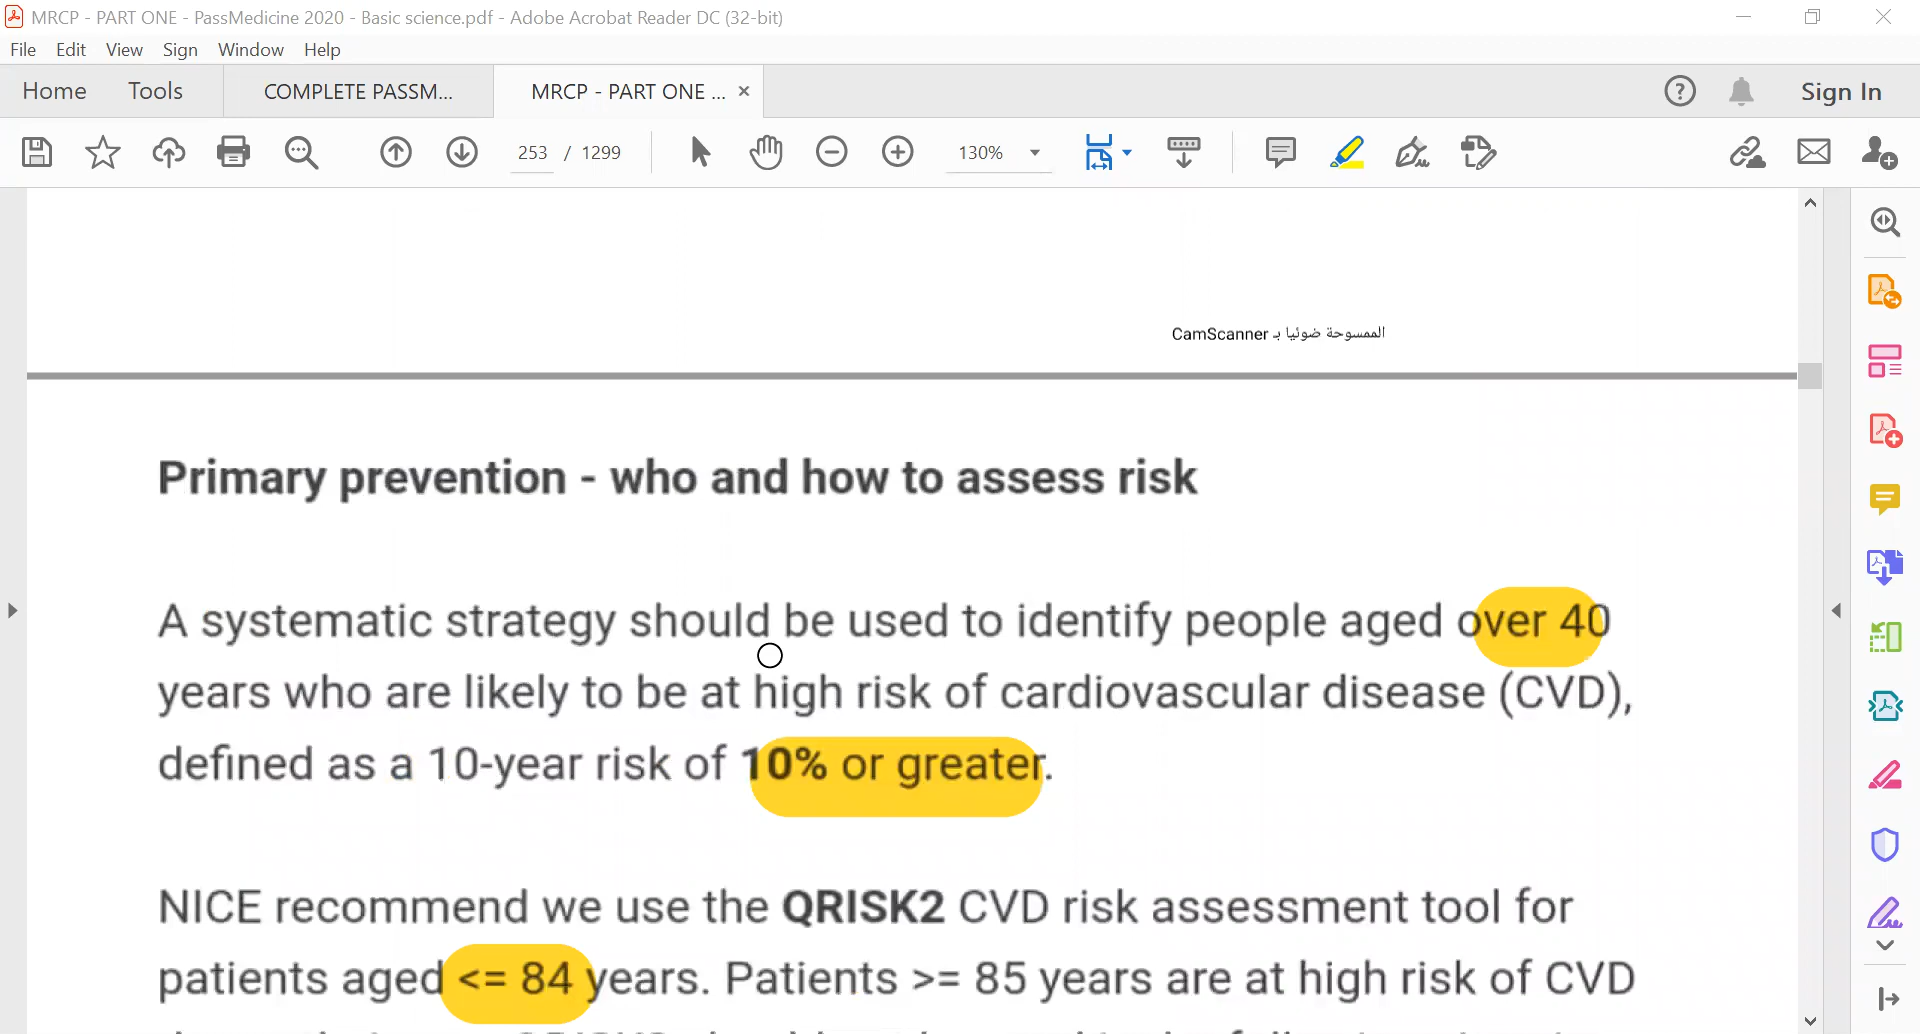 MRCP - PART ONE - PassMedicine 2020 - Basic science.pdf - Adobe Acrobat Reader DC (32-bit)
File Edit View Sign Window Help
Home Tools COMPLETE PASSM... MRCP - PART ONE ... × Sign In
253 / 1299 130%
الممسوحة ضوئيا بـ CamScanner
Primary prevention - who and how to assess risk
A systematic strategy should be used to identify people aged over 40
years who are likely to be at high risk of cardiovascular disease (CVD),
defined as a 10-year risk of 10% or greater.
NICE recommend we use the QRISK2 CVD risk assessment tool for
patients aged <= 84 years. Patients >= 85 years are at high risk of CVD